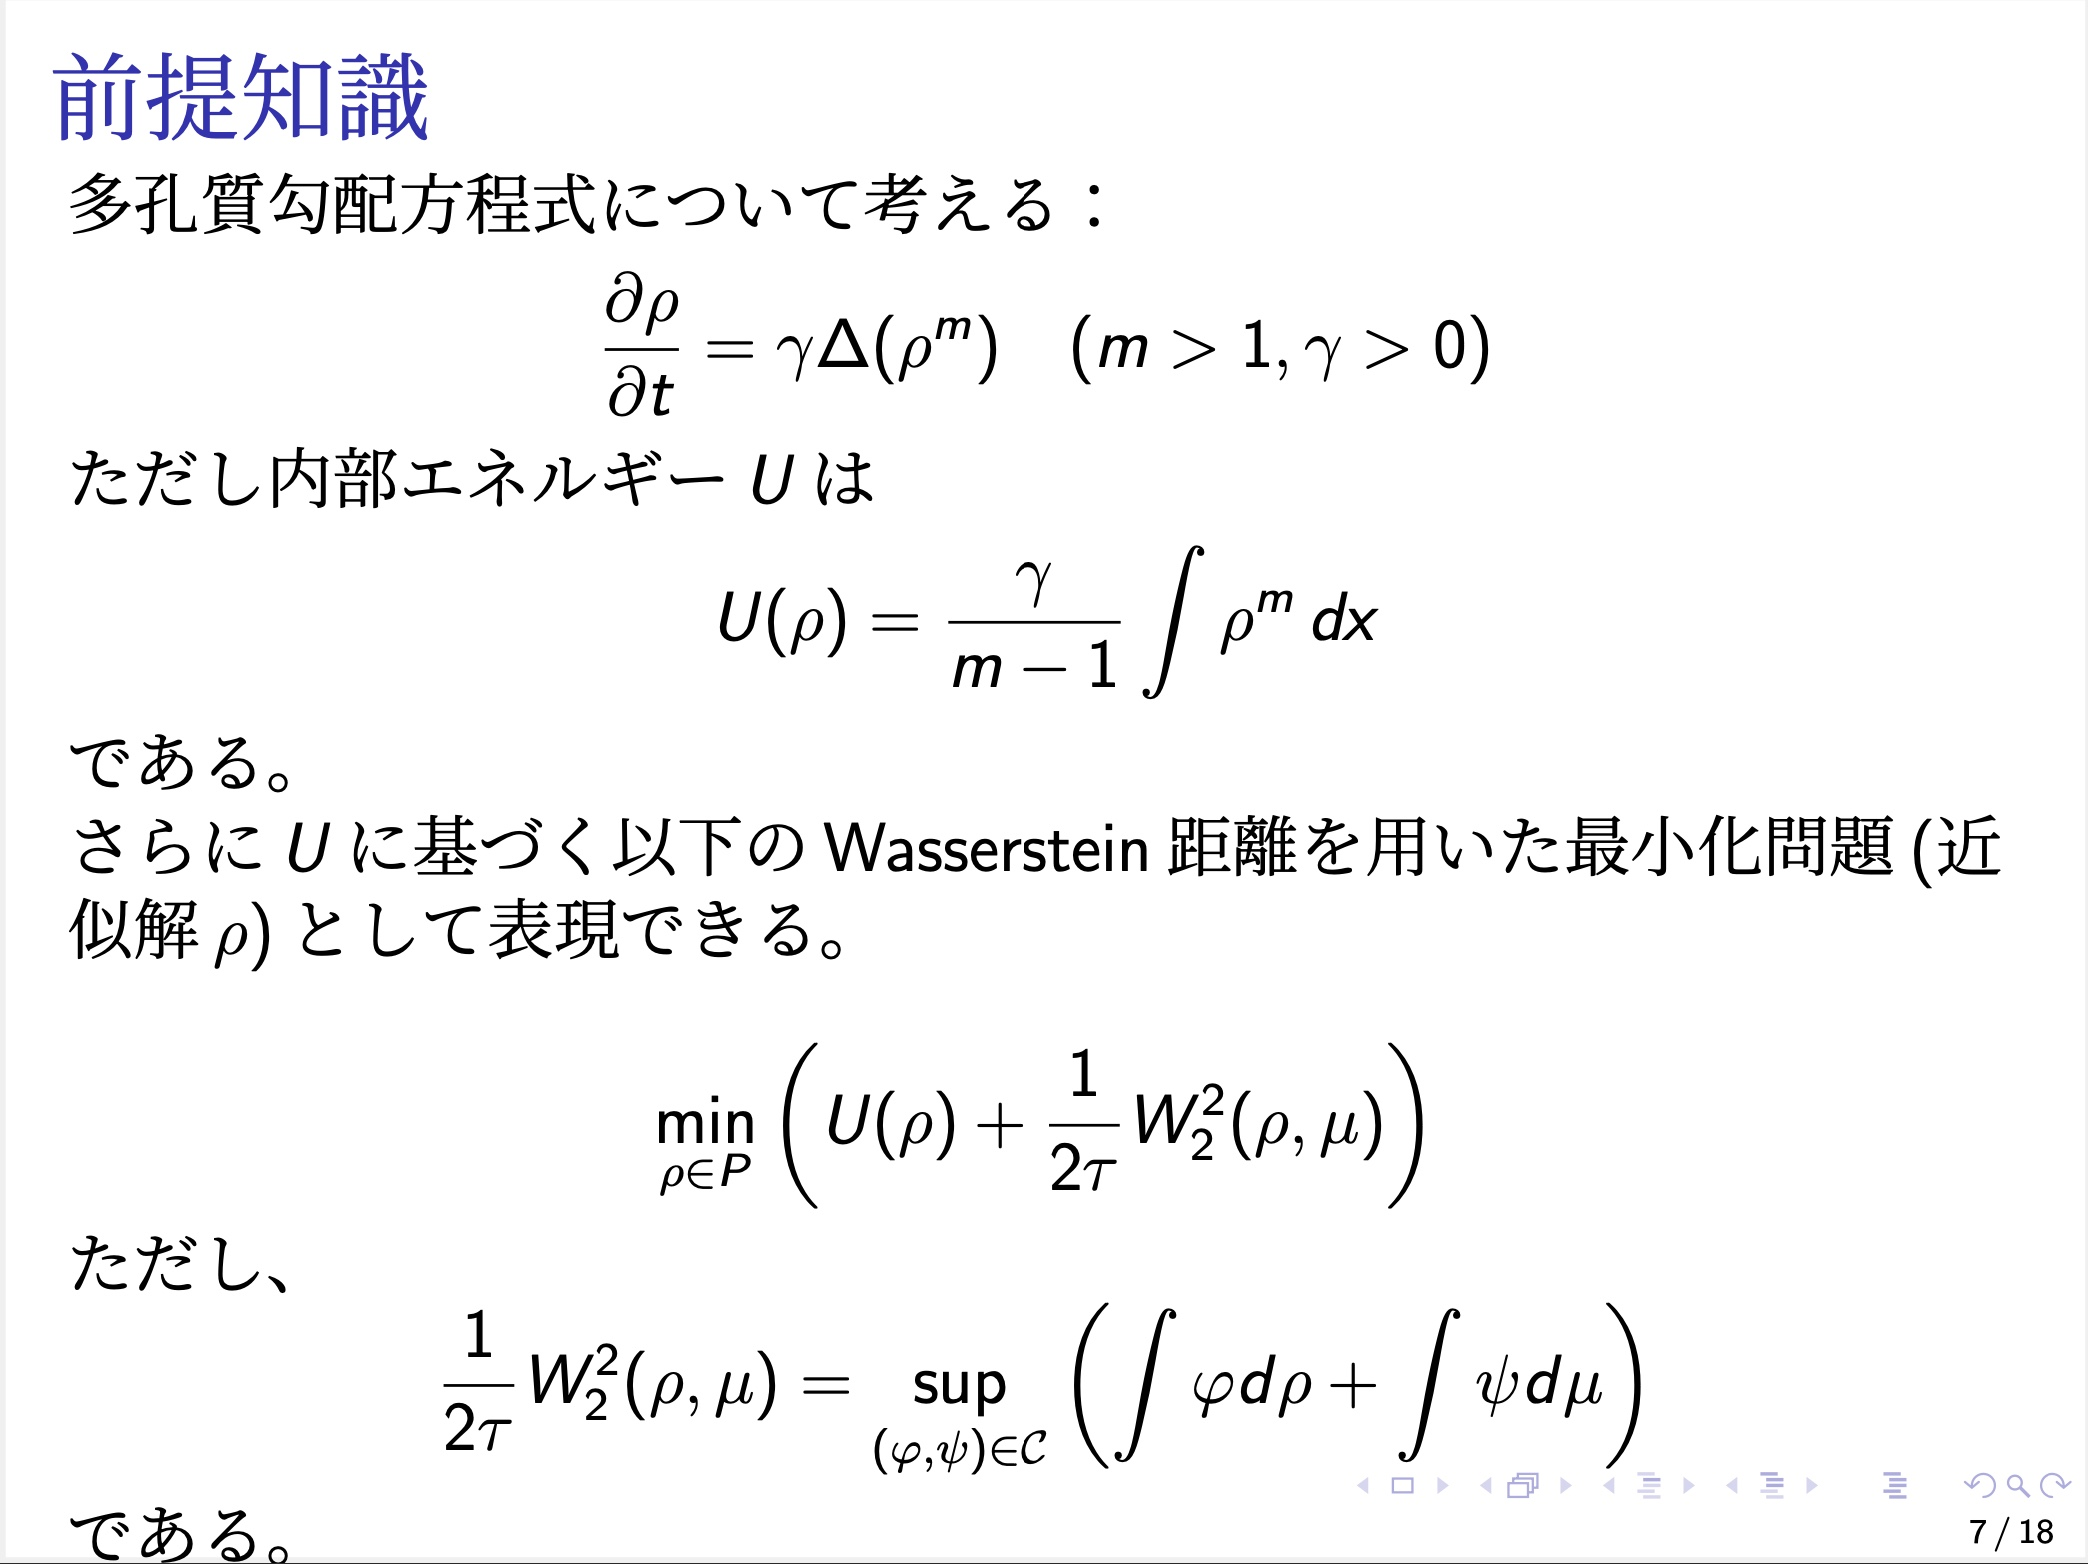 前提知識
多孔質勾配方程式について考える：
∂ρ/∂t = γΔ(ρ^m)　(m > 1, γ > 0)
ただし内部エネルギー U は
U(ρ) = γ/(m − 1) ∫ ρ^m dx
である。
さらに U に基づく以下の Wasserstein 距離を用いた最小化問題 (近
似解 ρ) として表現できる。
min_{ρ∈P} ( U(ρ) + 1/(2τ) W_2^2(ρ, μ) )
ただし、
1/(2τ) W_2^2(ρ, μ) = sup_{(φ,ψ)∈𝒞} ( ∫ φdρ + ∫ ψdμ )
である。
7 / 18